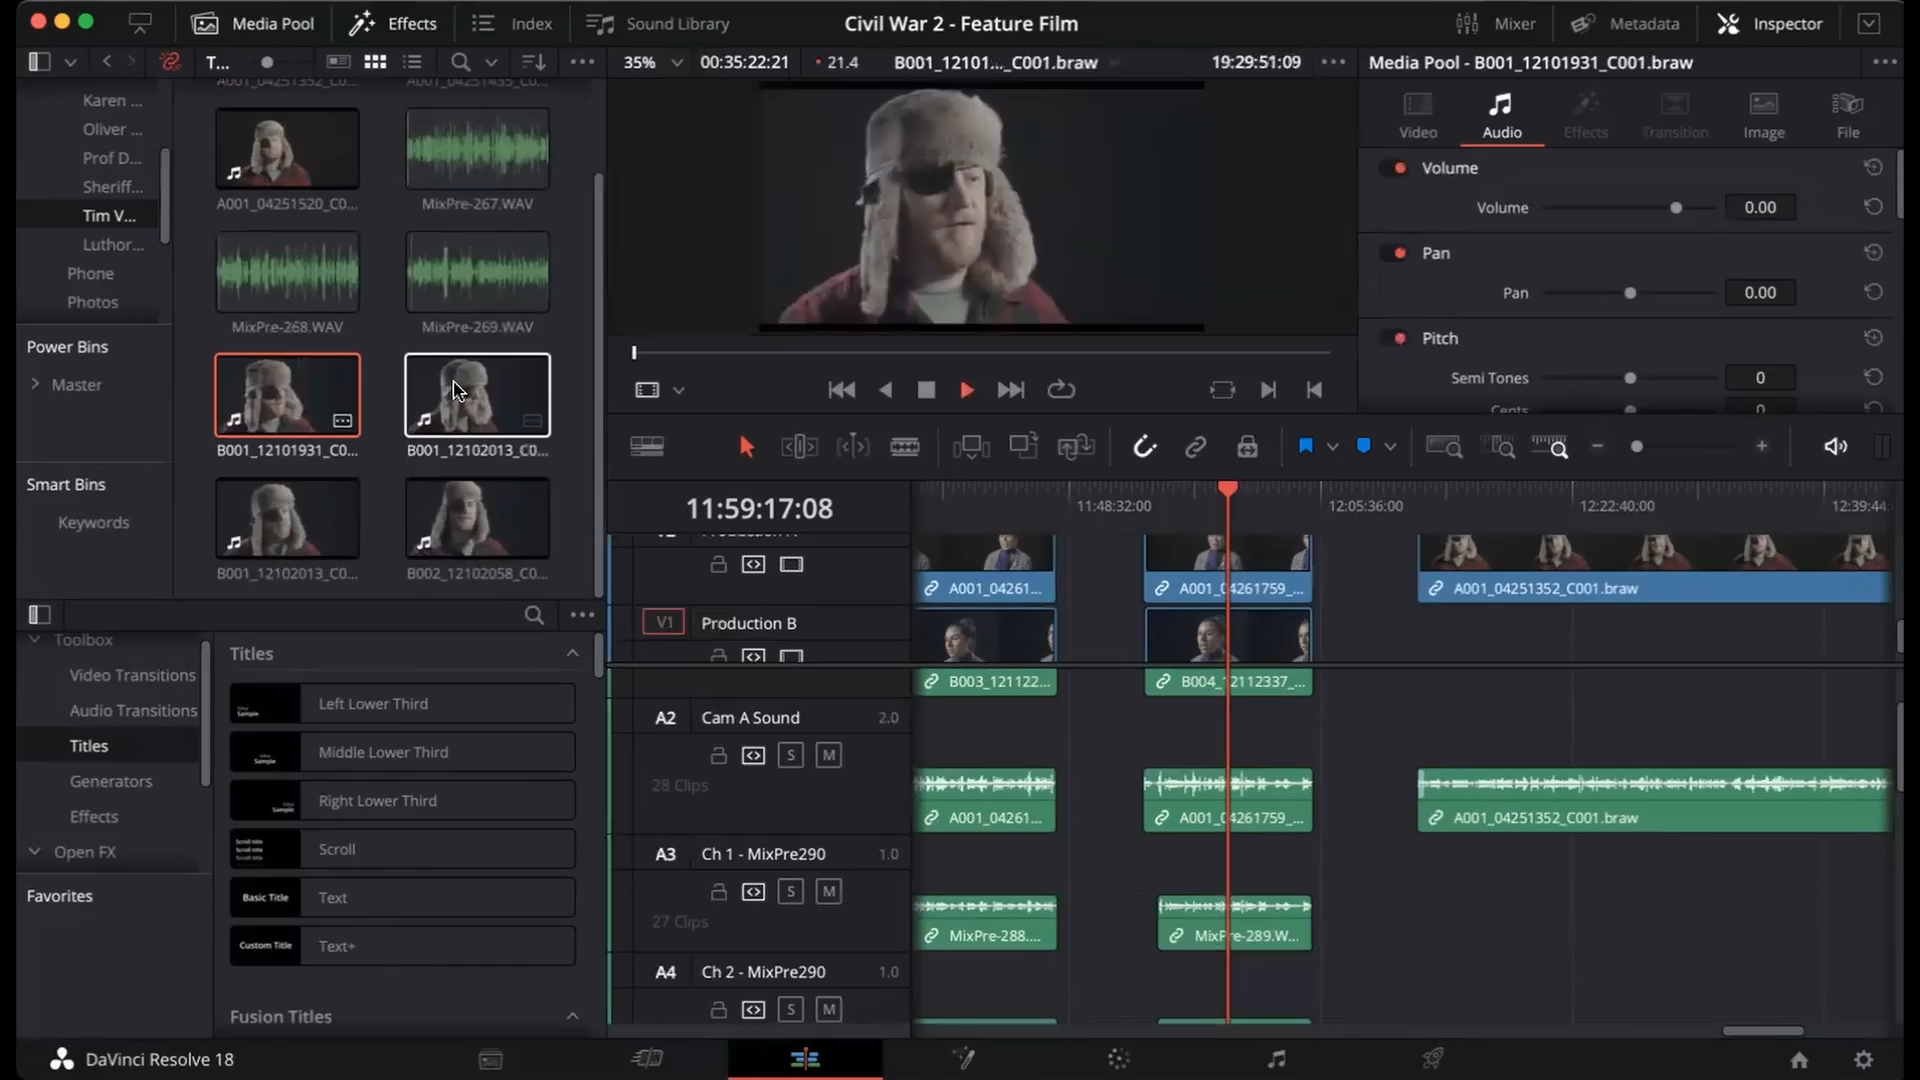 Media Pool
Effects
Index
Sound Library
Civil War 2 - Feature Film
Mixer
Metadata
Inspector
T...
35%
00:35:22:21
21.4
B001_12101..._C001.braw
19:29:51:09
Media Pool - B001_12101931_C001.braw
Karen ...
Oliver ...
Prof D...
Sheriff...
Tim V...
Luthor...
Phone
Photos
Power Bins
Master
Smart Bins
Keywords
A001_04251352_C0...
A001_04251435_C0...
A001_04251520_C0...
MixPre-267.WAV
MixPre-268.WAV
MixPre-269.WAV
B001_12101931_C0...
B001_12102013_C0...
B001_12102013_C0...
B002_12102058_C0...
Video
Audio
Effects
Transition
Image
File
Volume
Volume
0.00
Pan
Pan
0.00
Pitch
Semi Tones
0
Cents
0
11:59:17:08
11:48:32:00
12:05:36:00
12:22:40:00
12:39:44:
A001_04261...
A001_04261759_...
A001_04251352_C001.braw
V1
Production B
B003_121122...
B004_12112337_...
A2
Cam A Sound
2.0
S
M
28 Clips
A001_04261...
A001_04261759_...
A001_04251352_C001.braw
A3
Ch 1 - MixPre290
1.0
S
M
27 Clips
MixPre-288....
MixPre-289.W...
A4
Ch 2 - MixPre290
1.0
S
M
Toolbox
Video Transitions
Audio Transitions
Titles
Generators
Effects
Open FX
Favorites
Titles
Left Lower Third
Middle Lower Third
Right Lower Third
Scroll
Basic Title
Text
Custom Title
Text+
Fusion Titles
DaVinci Resolve 18